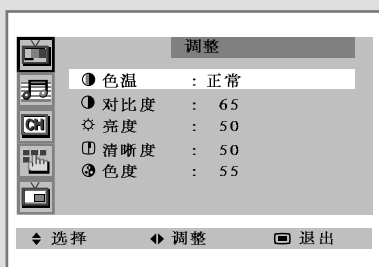 调整
色温 : 正常
对比度 : 65
亮度 : 50
清晰度 : 50
色度 : 55
CH
选择 调整 退出